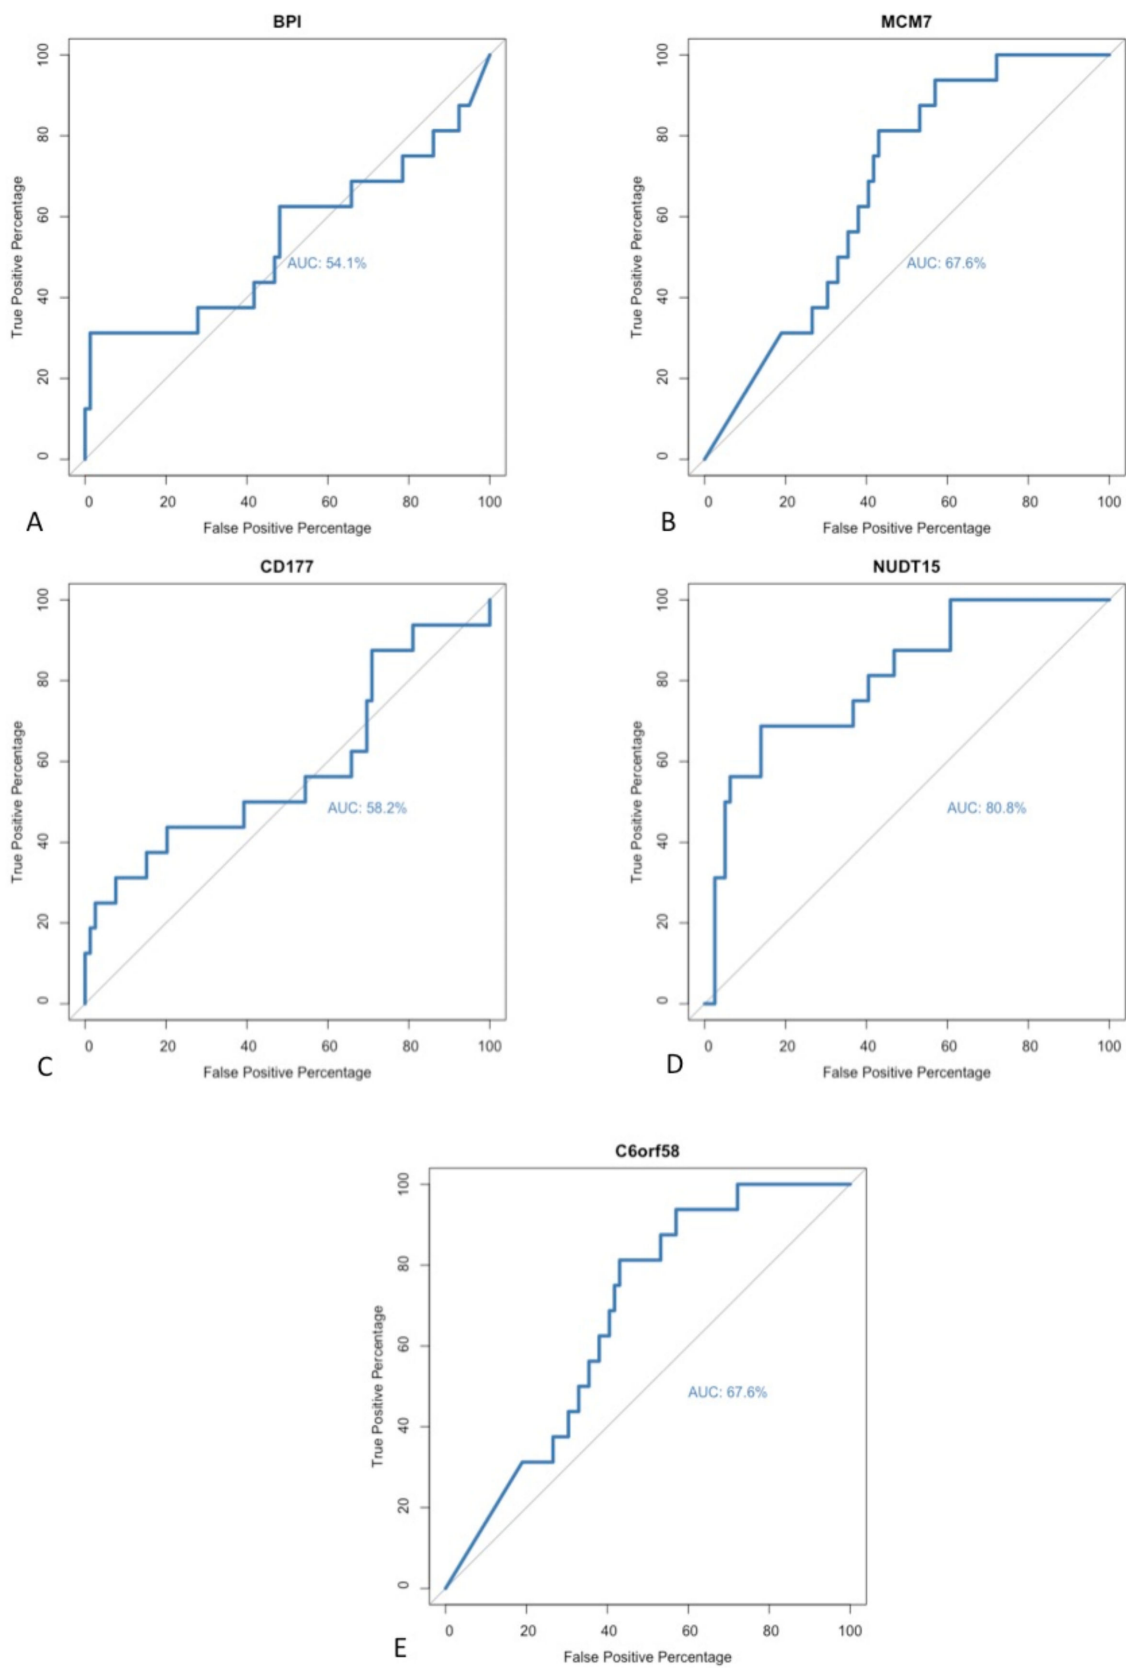 BPI
100
80
60
40
20
0
True Positive Percentage
AUC: 54.1%
0 20 40 60 80 100
False Positive Percentage
A
MCM7
100
80
60
40
20
0
True Positive Percentage
AUC: 67.6%
0 20 40 60 80 100
False Positive Percentage
B
CD177
100
80
60
40
20
0
True Positive Percentage
AUC: 58.2%
0 20 40 60 80 100
False Positive Percentage
C
NUDT15
100
80
60
40
20
0
True Positive Percentage
AUC: 80.8%
0 20 40 60 80 100
False Positive Percentage
D
C6orf58
100
80
60
40
20
0
True Positive Percentage
AUC: 67.6%
0 20 40 60 80 100
False Positive Percentage
E